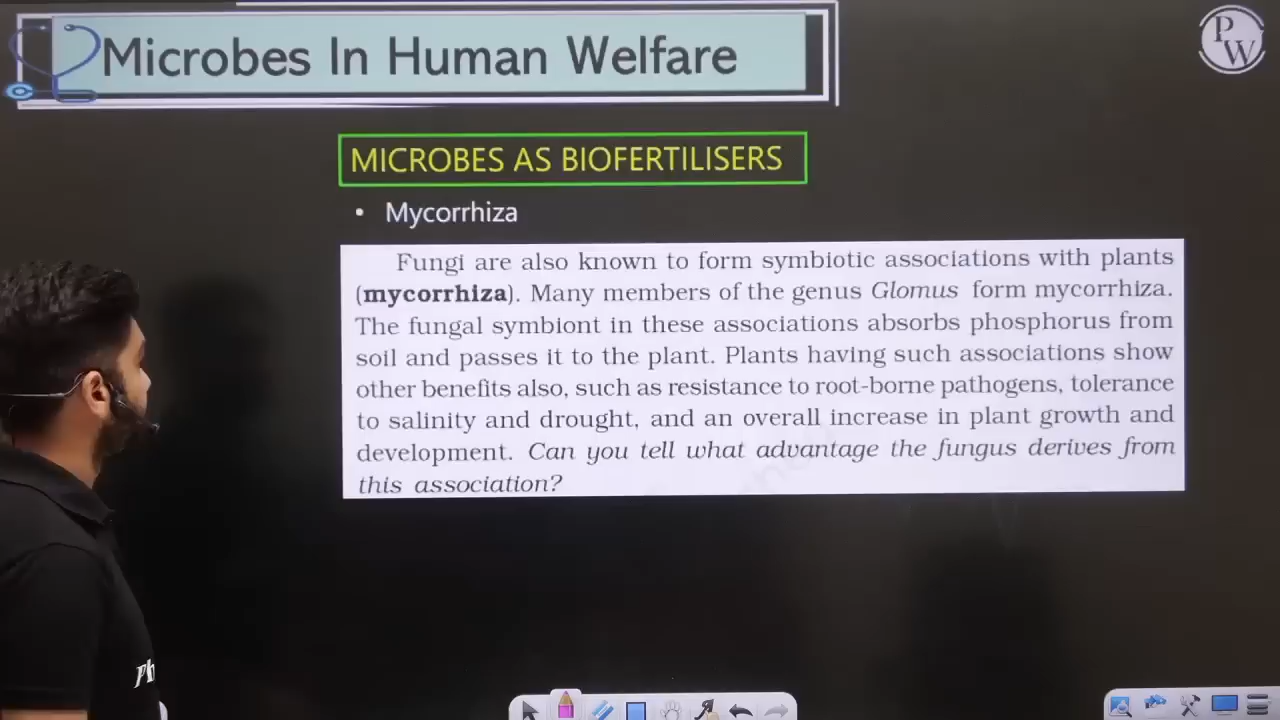 Microbes In Human Welfare
PW
MICROBES AS BIOFERTILISERS
• Mycorrhiza
Fungi are also known to form symbiotic associations with plants
(mycorrhiza). Many members of the genus Glomus form mycorrhiza.
The fungal symbiont in these associations absorbs phosphorus from
soil and passes it to the plant. Plants having such associations show
other benefits also, such as resistance to root-borne pathogens, tolerance
to salinity and drought, and an overall increase in plant growth and
development. Can you tell what advantage the fungus derives from
this association?
Ph